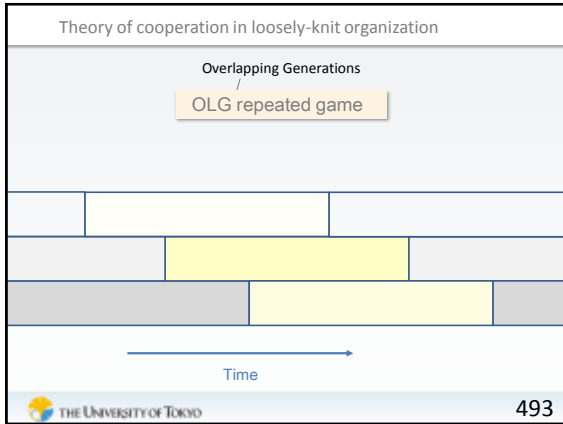 Theory of cooperation in loosely-knit organization
Overlapping Generations
OLG repeated game
Time
THE UNIVERSITY OF TOKYO
493